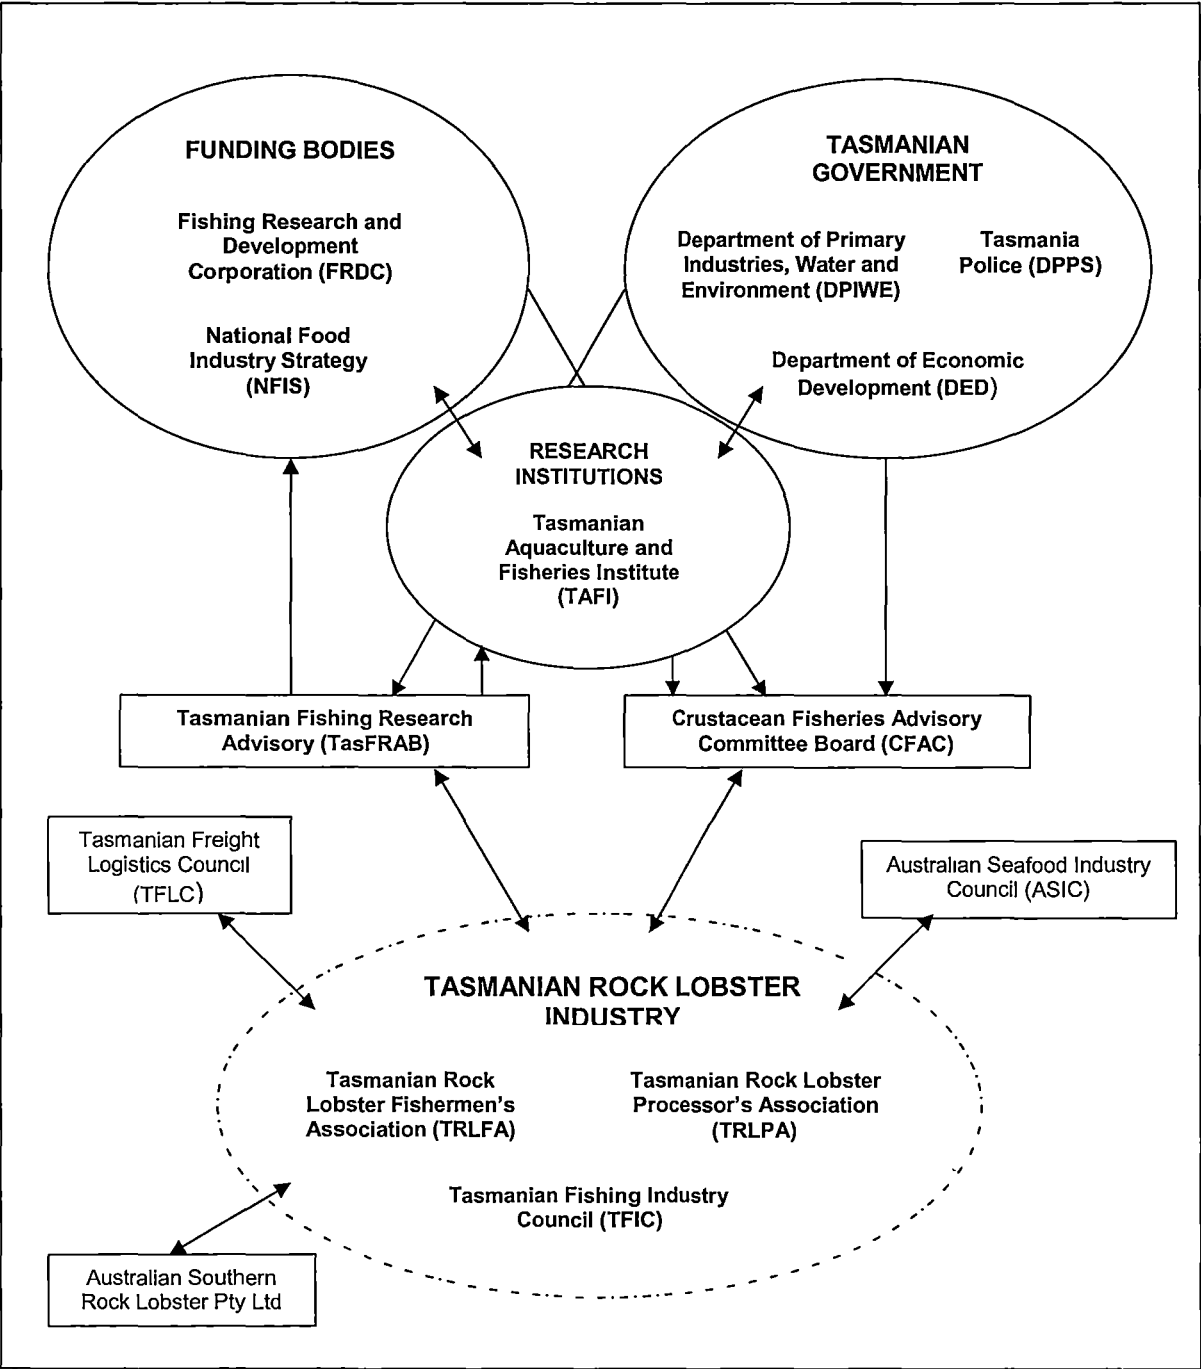 FUNDING BODIES
Fishing Research and
Development
Corporation (FRDC)
National Food
Industry Strategy
(NFIS)
TASMANIAN
GOVERNMENT
Department of Primary
Industries, Water and
Environment (DPIWE)
Tasmania
Police (DPPS)
Department of Economic
Development (DED)
RESEARCH
INSTITUTIONS
Tasmanian
Aquaculture and
Fisheries Institute
(TAFI)
Tasmanian Fishing Research
Advisory (TasFRAB)
Crustacean Fisheries Advisory
Committee Board (CFAC)
Tasmanian Freight
Logistics Council
(TFLC)
Australian Seafood Industry
Council (ASIC)
TASMANIAN ROCK LOBSTER
INDUSTRY
Tasmanian Rock
Lobster Fishermen's
Association (TRLFA)
Tasmanian Rock Lobster
Processor's Association
(TRLPA)
Tasmanian Fishing Industry
Council (TFIC)
Australian Southern
Rock Lobster Pty Ltd